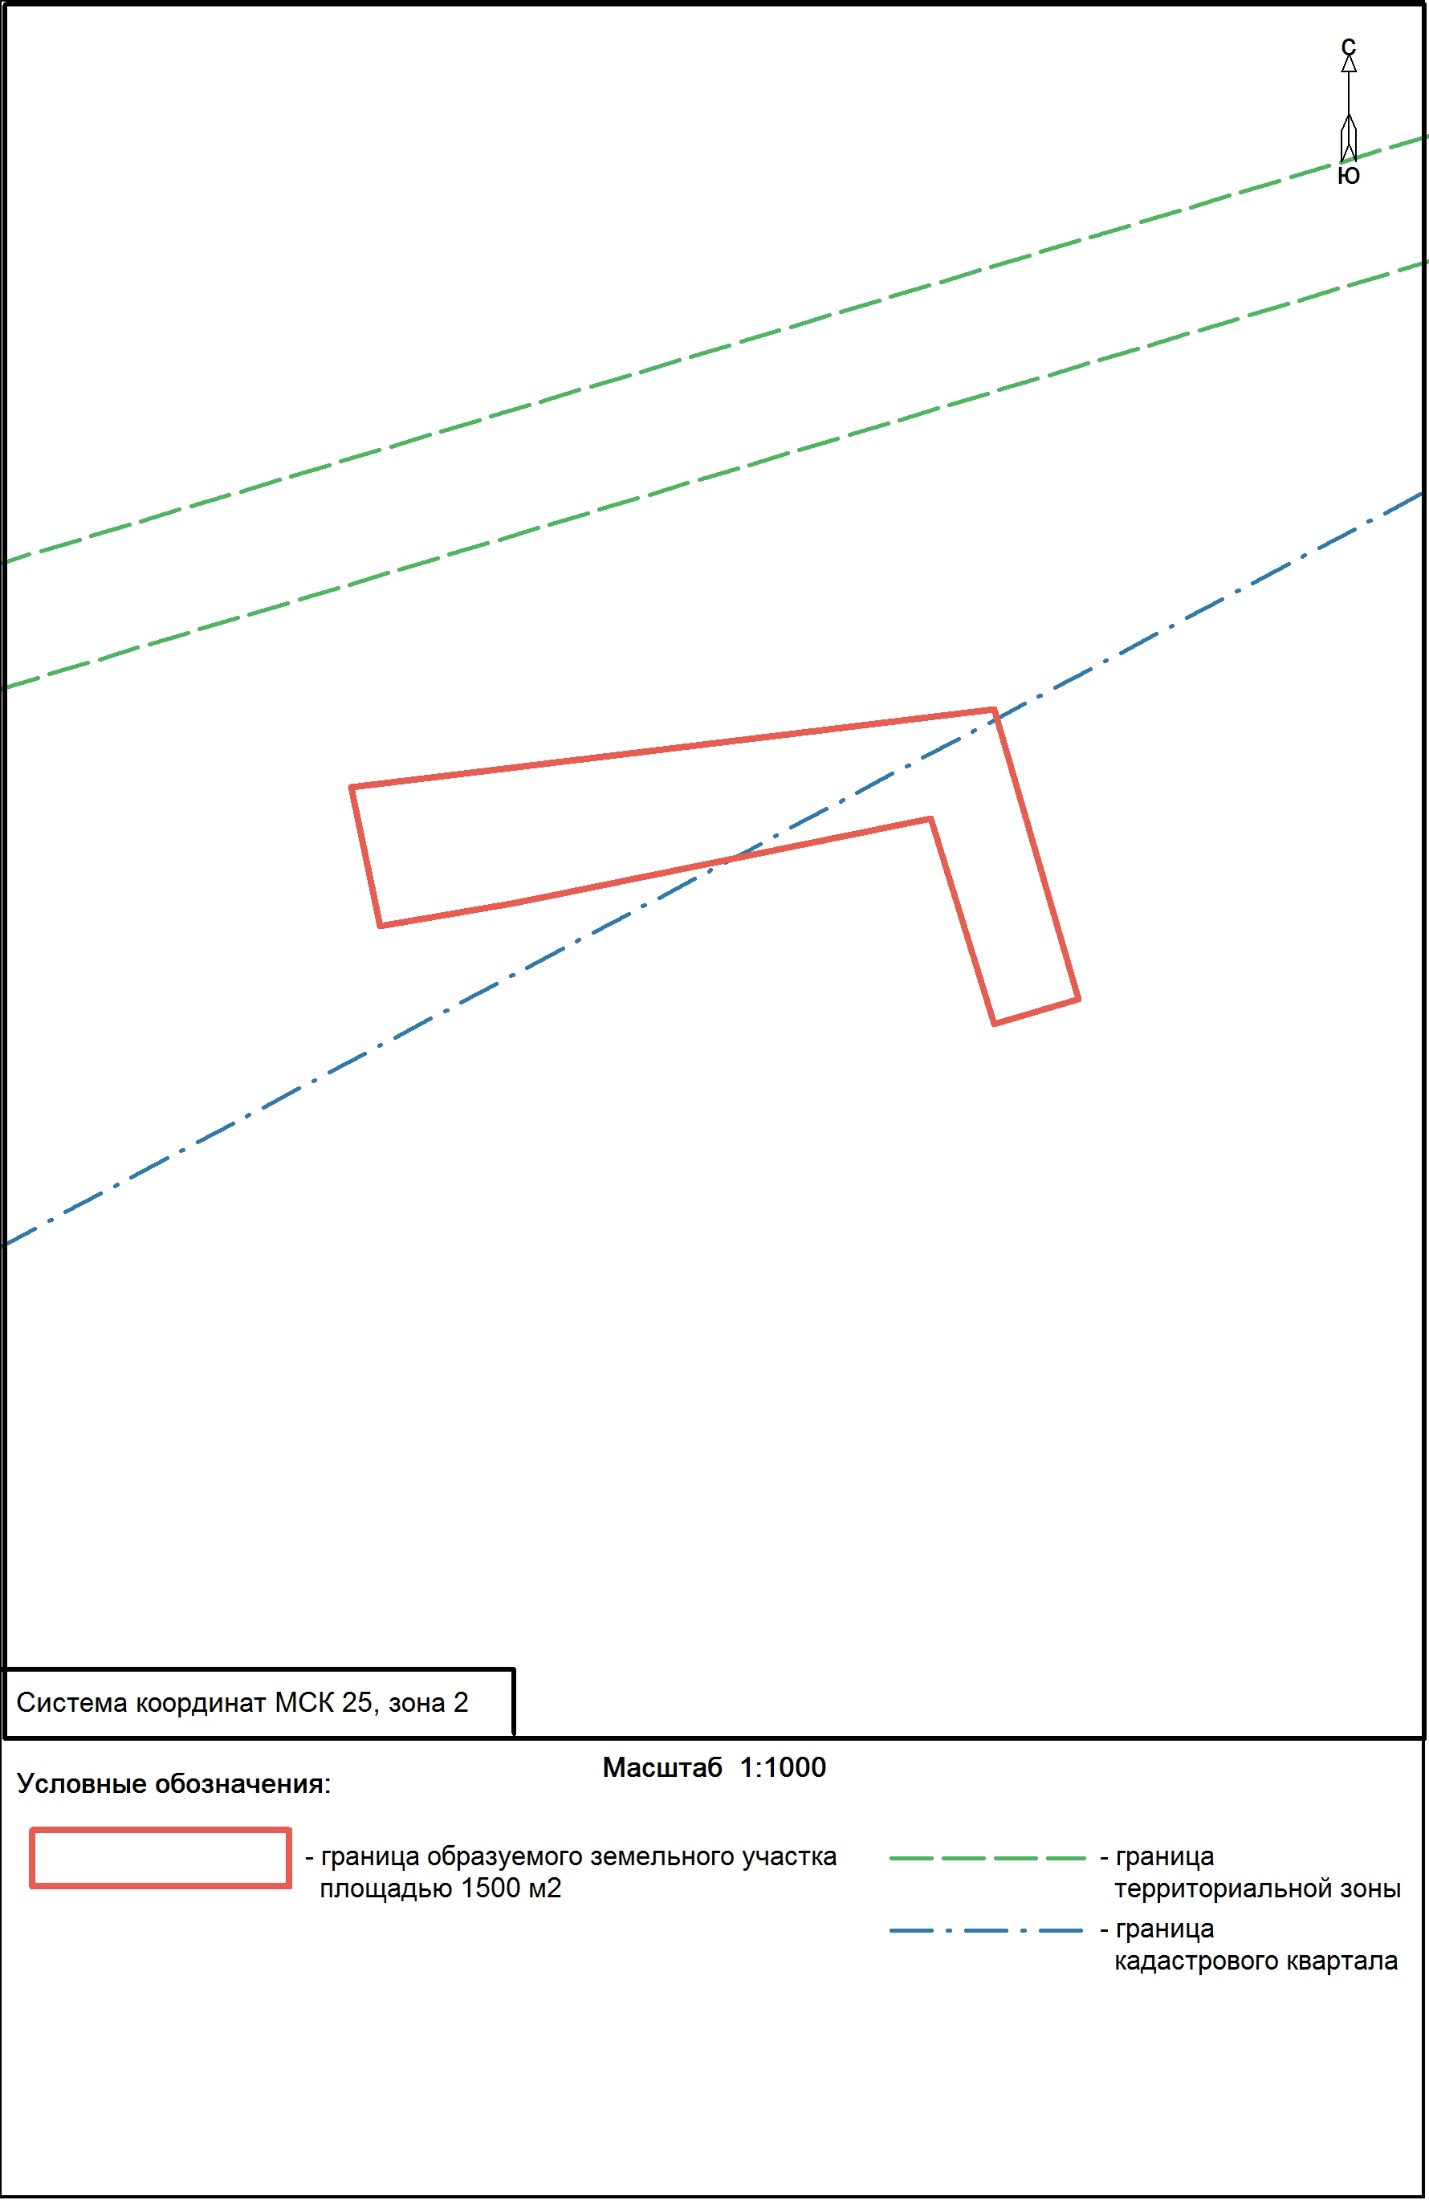 С
Ю
Система координат МСК 25, зона 2
Масштаб 1:1000
Условные обозначения:
- граница образуемого земельного участка
площадью 1500 м2
- граница
территориальной зоны
- граница
кадастрового квартала